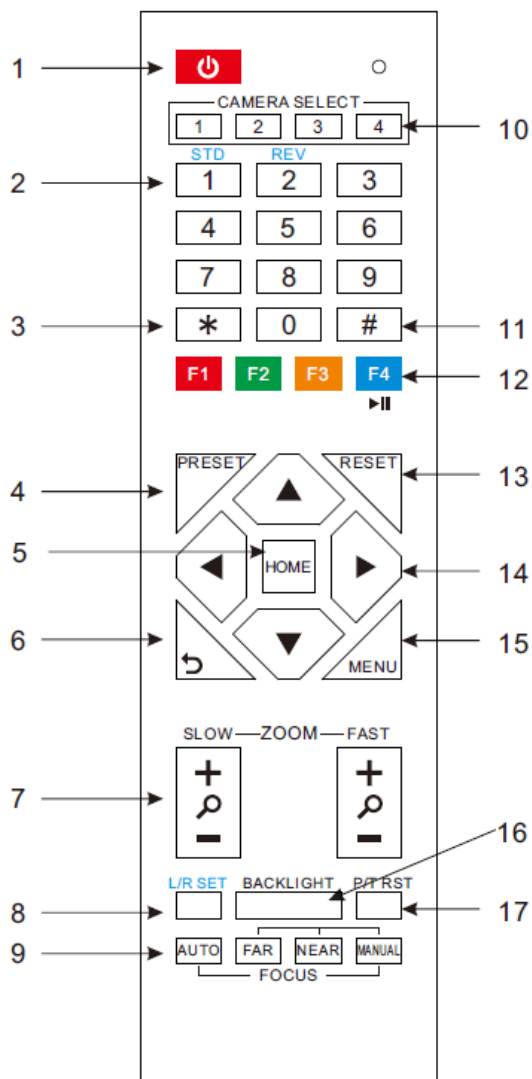 1
CAMERA SELECT
1 2 3 4 10
STD REV
2 1 2 3
4 5 6
7 8 9
3 * 0 # 11
F1 F2 F3 F4 12
PRESET RESET 13
4
5 HOME 14
6 MENU 15
SLOW ZOOM FAST
+ +
7
− −
16
L/R SET BACKLIGHT P/T RST
8 17
9 AUTO FAR NEAR MANUAL
FOCUS